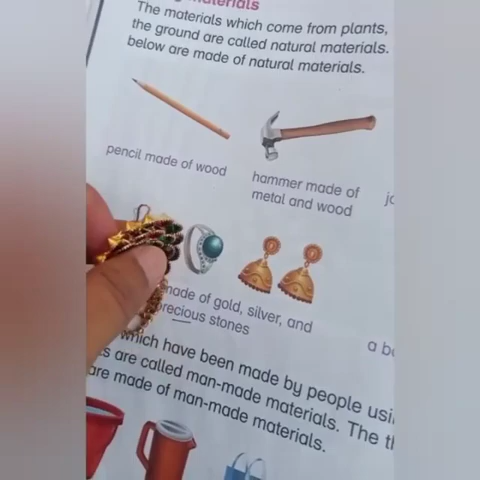 materials
The materials which come from plants,
the ground are called natural materials.
below are made of natural materials.
pencil made of wood
hammer made of
metal and wood
made of gold, silver, and
precious stones
a
which have been made by people
are called man-made materials. The
are made of man-made materials.